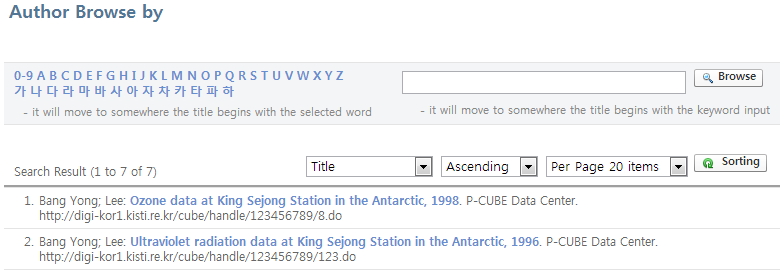 Author Browse by
0-9 A B C D E F G H I J K L M N O P Q R S T U V W X Y Z
가 나 다 라 마 바 사 아 자 차 카 타 파 하
- it will move to somewhere the title begins with the selected word
Browse
- it will move to somewhere the title begins with the keyword input
Search Result (1 to 7 of 7)
Title
Ascending
Per Page 20 items
Sorting
1. Bang Yong; Lee: Ozone data at King Sejong Station in the Antarctic, 1998. P-CUBE Data Center.
http://digi-kor1.kisti.re.kr/cube/handle/123456789/8.do
2. Bang Yong; Lee: Ultraviolet radiation data at King Sejong Station in the Antarctic, 1996. P-CUBE Data Center.
http://digi-kor1.kisti.re.kr/cube/handle/123456789/123.do